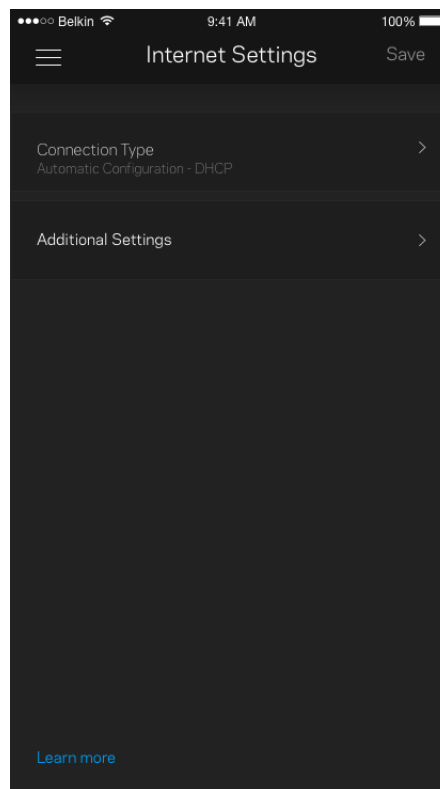 Belkin 9:41 AM 100%
Internet Settings Save
Connection Type
Automatic Configuration - DHCP
Additional Settings
Learn more